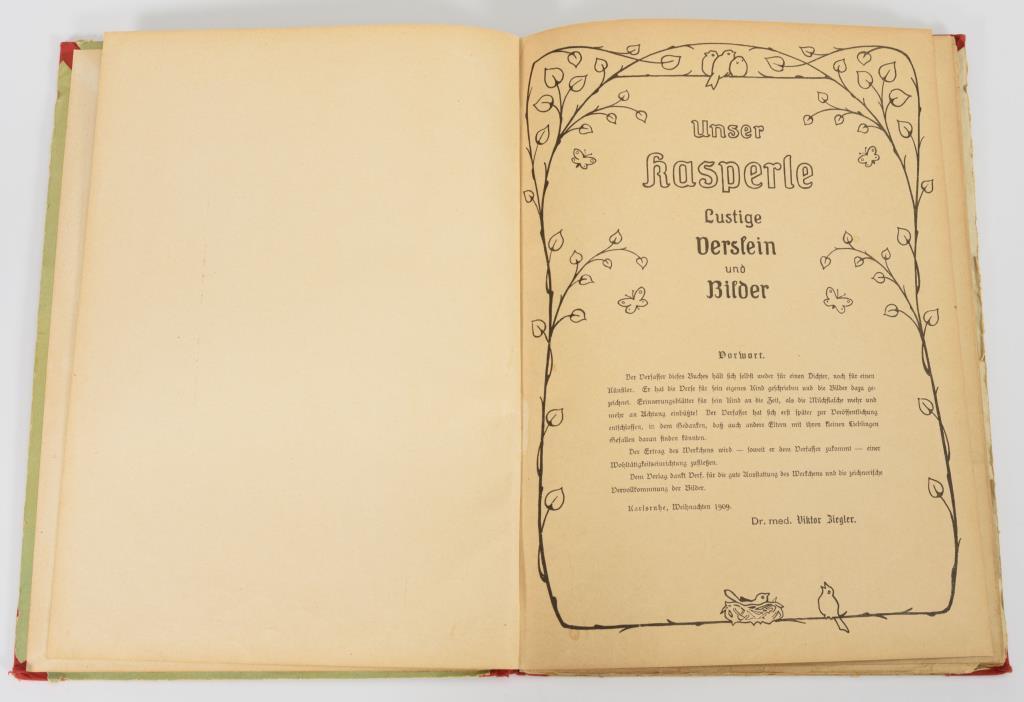 Unser
Kasperle
Lustige
Verslein
und
Bilder
Vorwort.
Der Verfasser dieses Buches hält sich selbst weder für einen Dichter, noch für einen
Künstler. Er hat die Verse für sein eigenes Kind geschrieben und die Bilder dazu ge-
zeichnet. Erinnerungsblätter für sein Kind an die Zeit, als die Milchflasche mehr und
mehr an Achtung einbüßte! Der Verfasser hat sich erst später zur Veröffentlichung
entschlossen, in dem Gedanken, daß auch andere Eltern mit ihren kleinen Lieblingen
Gefallen daran finden könnten.
Der Ertrag des Werkchens wird — soweit er dem Verfasser zukommt — einer
Wohltätigkeitseinrichtung zufließen.
Dem Verlag dankt Verf. für die gute Ausstattung des Werkchens und die zeichnerische
Vervollkommnung der Bilder.
Karlsruhe, Weihnachten 1909.
Dr. med. Viktor Ziegler.